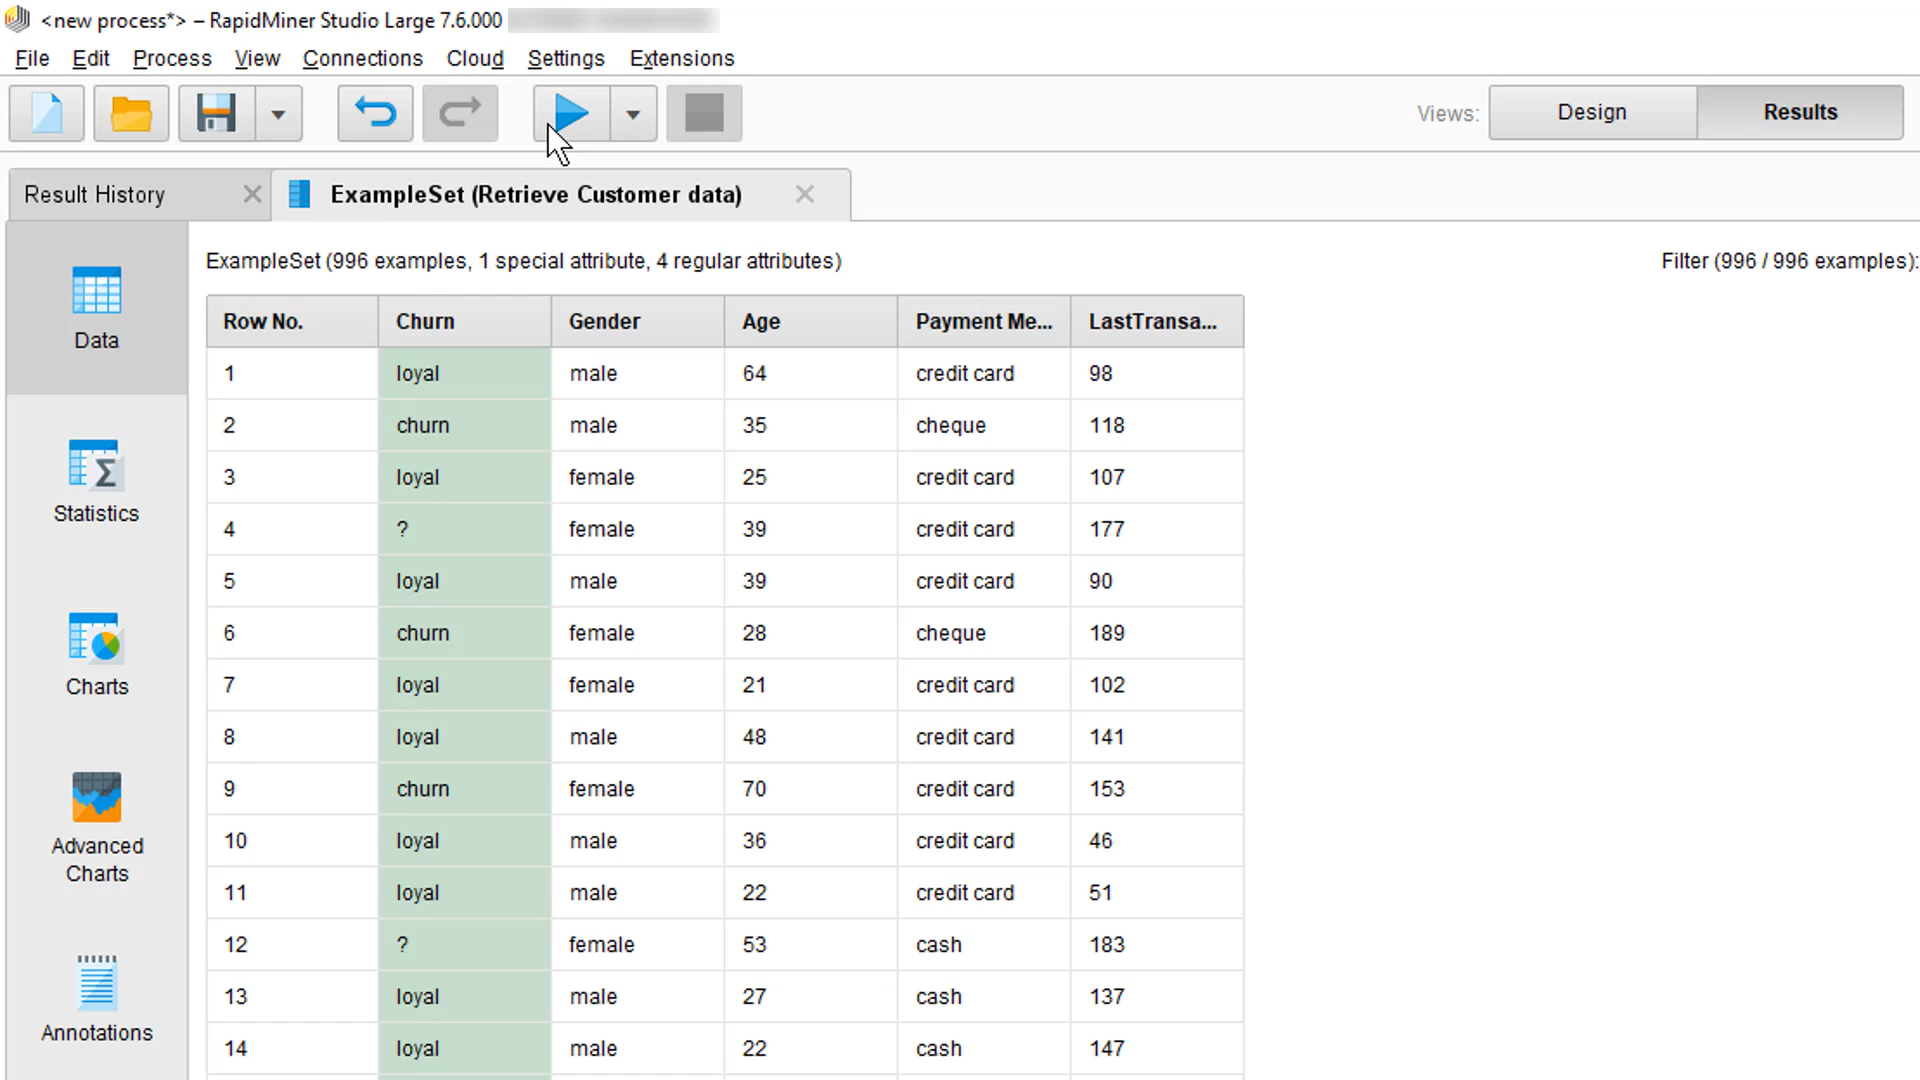 <new process*> – RapidMiner Studio Large 7.6.000
File Edit Process View Connections Cloud Settings Extensions
Views: Design Results
Result History ExampleSet (Retrieve Customer data)
ExampleSet (996 examples, 1 special attribute, 4 regular attributes) Filter (996 / 996 examples):
Data
Statistics
Charts
Advanced
Charts
Annotations
Row No. Churn Gender Age Payment Me... LastTransa...
1 loyal male 64 credit card 98
2 churn male 35 cheque 118
3 loyal female 25 credit card 107
4 ? female 39 credit card 177
5 loyal male 39 credit card 90
6 churn female 28 cheque 189
7 loyal female 21 credit card 102
8 loyal male 48 credit card 141
9 churn female 70 credit card 153
10 loyal male 36 credit card 46
11 loyal male 22 credit card 51
12 ? female 53 cash 183
13 loyal male 27 cash 137
14 loyal male 22 cash 147